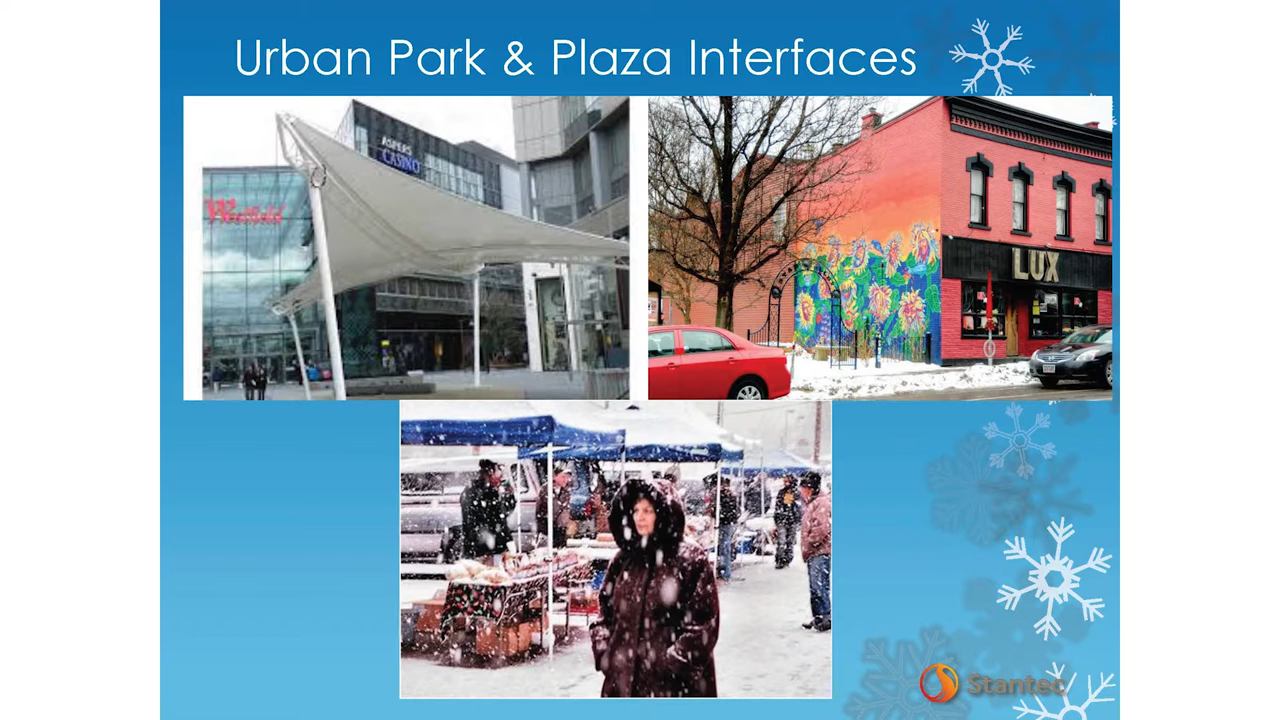 Urban Park & Plaza Interfaces
ASPERS
CASINO
Westfield
LUX
Stantec